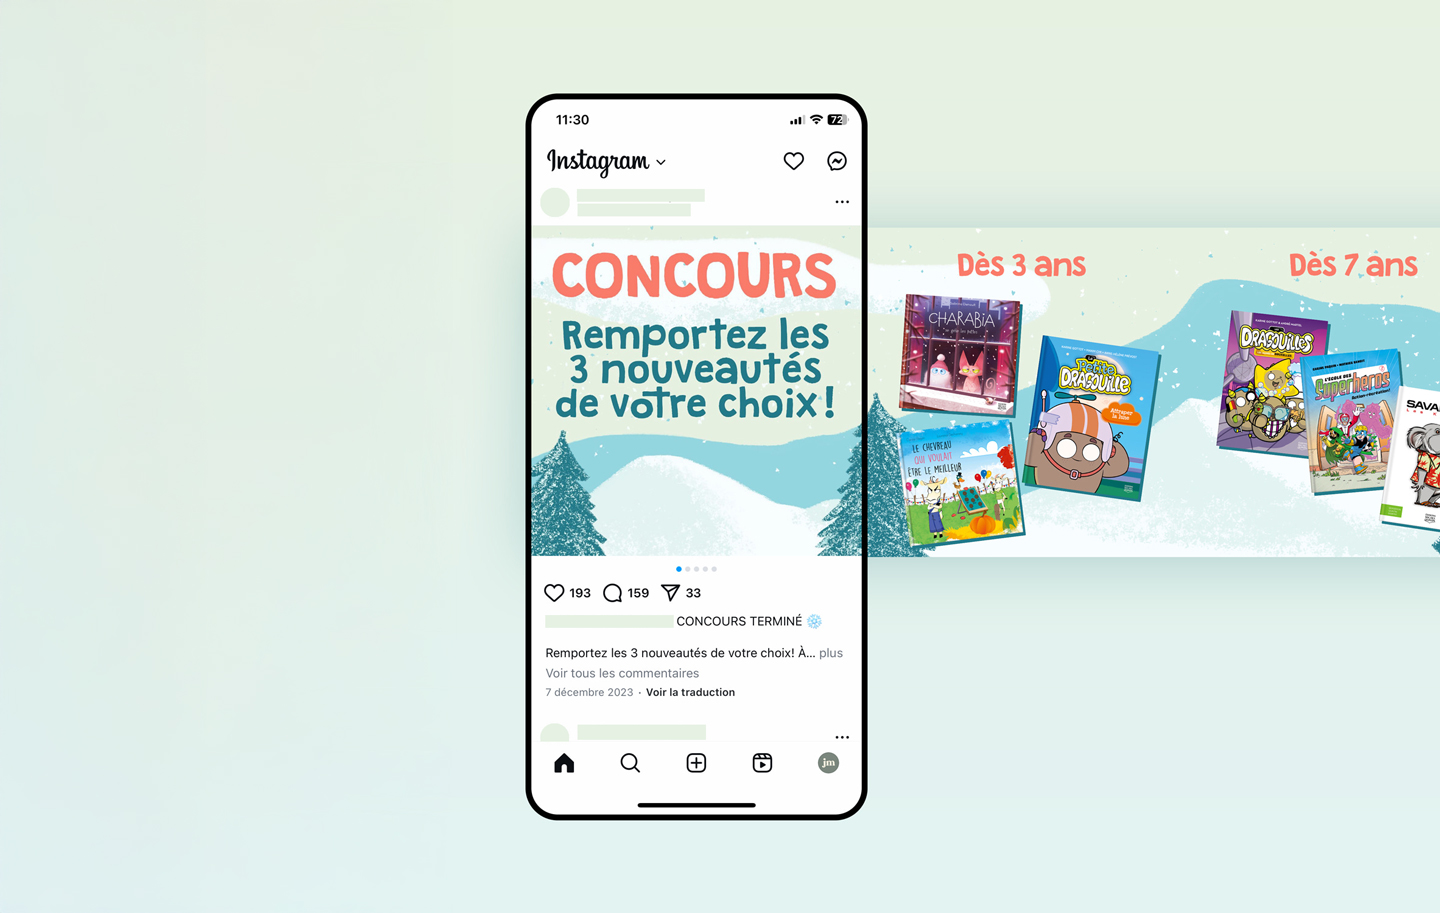 11:30
72
Instagram
CONCOURS
Remportez les
3 nouveautés
de votre choix !
193
159
33
CONCOURS TERMINÉ
Remportez les 3 nouveautés de votre choix! À... plus
Voir tous les commentaires
7 décembre 2023 · Voir la traduction
jm
Dès 3 ans
CHARABIA
La Petite
DRAGOUILLE
Attraper
la lune
LE CHEVREAU
QUI VOULAIT
ÊTRE LE MEILLEUR
Dès 7 ans
DRAGOUILLES
L'ÉCOLE DES
Superhéros
SAVA